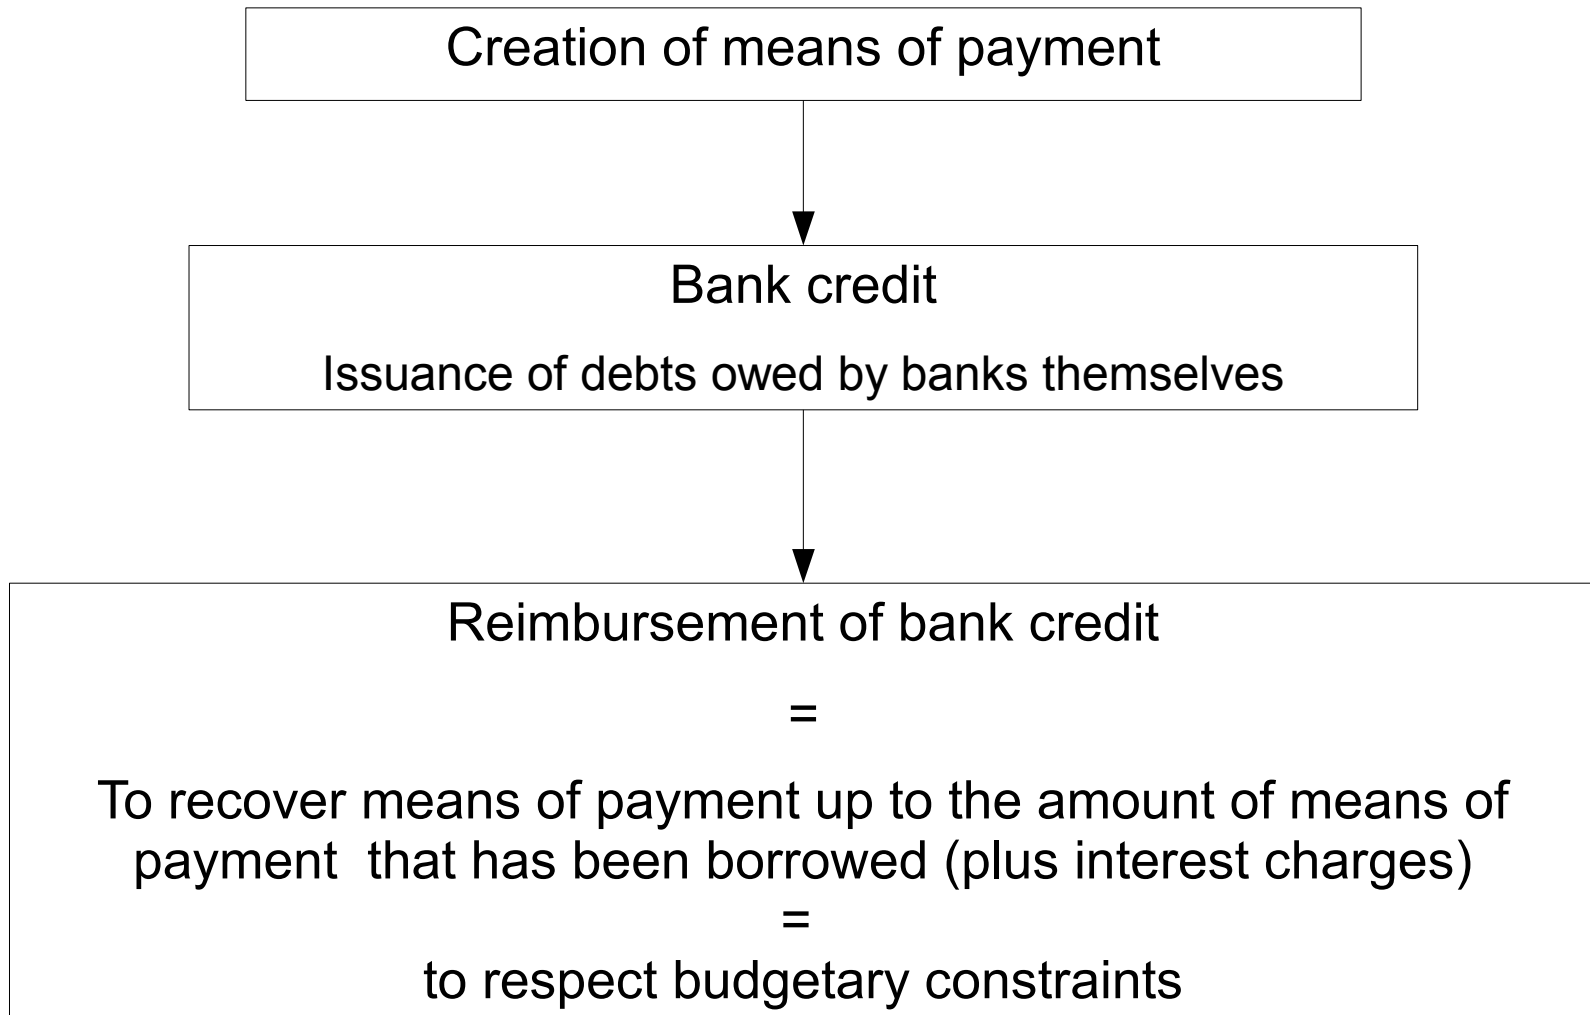 Creation of means of payment
Bank credit
Issuance of debts owed by banks themselves
Reimbursement of bank credit
=
To recover means of payment up to the amount of means of
payment  that has been borrowed (plus interest charges)
=
to respect budgetary constraints